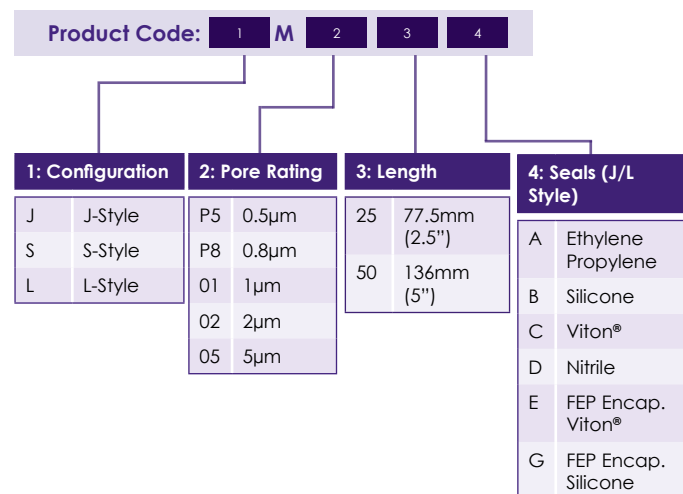 Product Code: 1 M 2 3 4
1: Configuration
J J-Style
S S-Style
L L-Style
2: Pore Rating
P5 0.5µm
P8 0.8µm
01 1µm
02 2µm
05 5µm
3: Length
25 77.5mm
(2.5”)
50 136mm
(5”)
4: Seals (J/L
Style)
A Ethylene
Propylene
B Silicone
C Viton®
D Nitrile
E FEP Encap.
Viton®
G FEP Encap.
Silicone